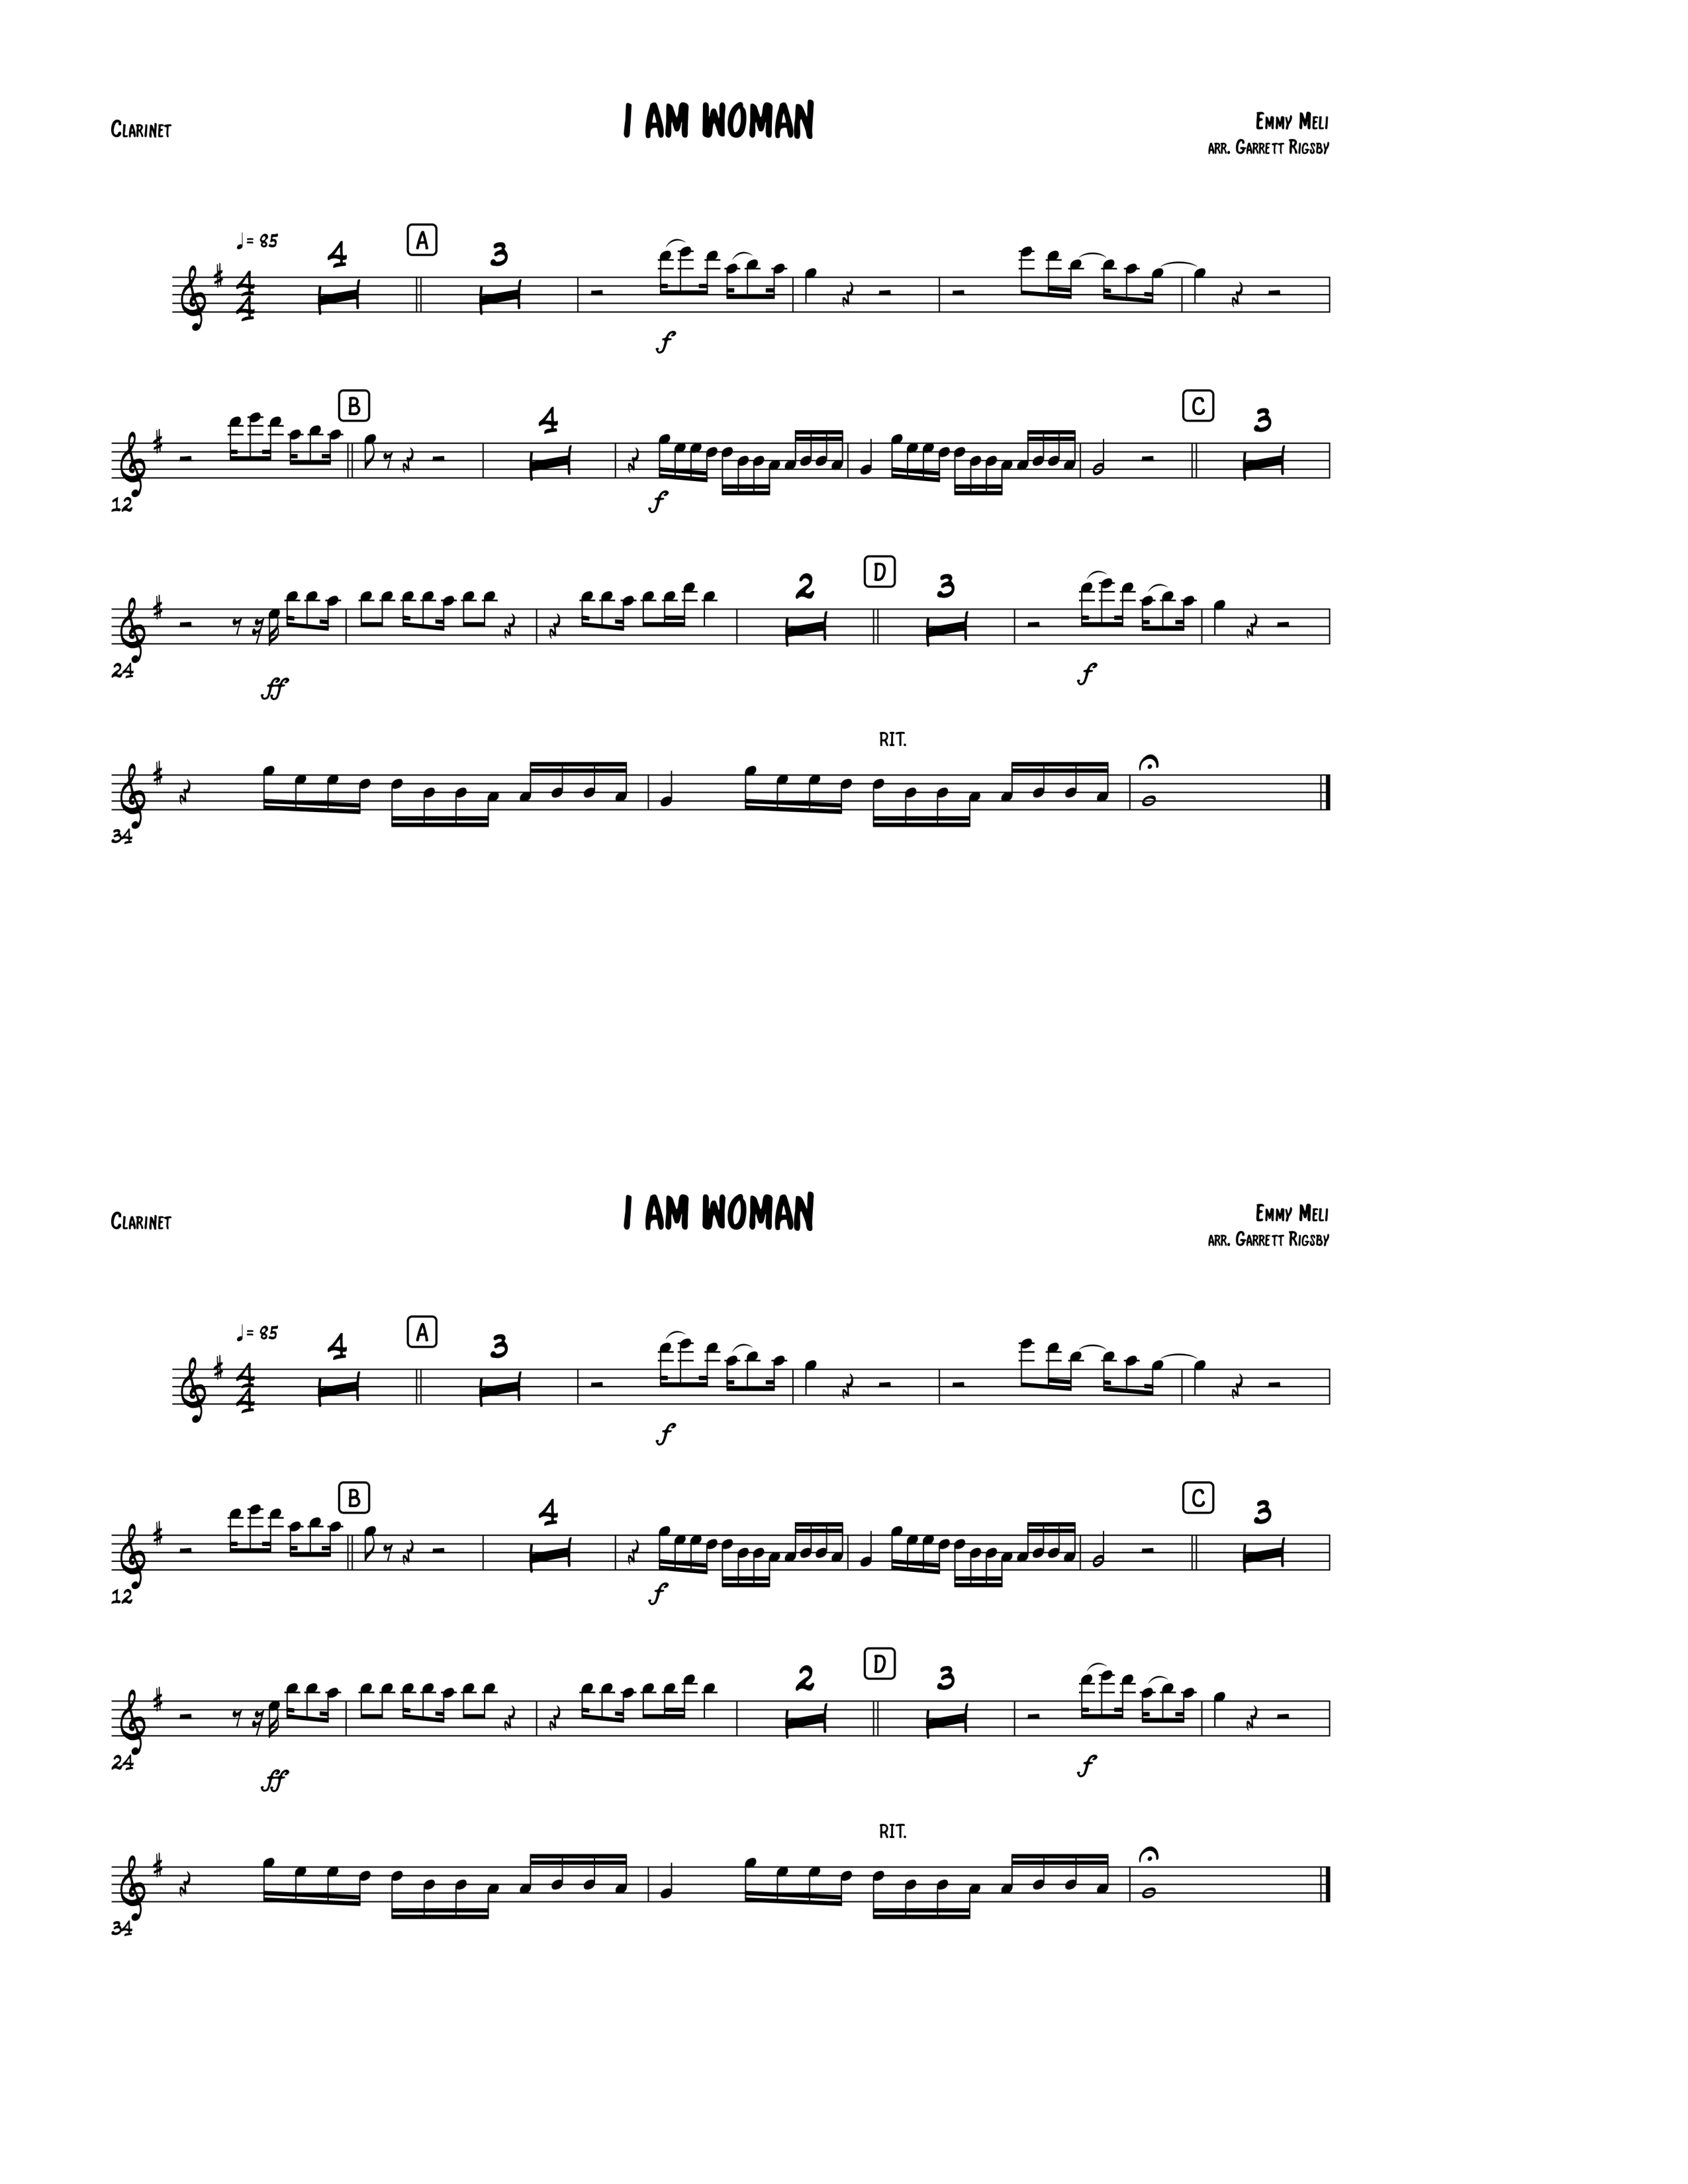 CLARINET
I AM WOMAN
EMMY MELI
ARR. GARRETT RIGSBY
♩= 85
4
A
3
4
4
f
B
4
C
3
12
f
2
D
3
24
ff
f
RIT.
34
CLARINET
I AM WOMAN
EMMY MELI
ARR. GARRETT RIGSBY
♩= 85
4
A
3
4
4
f
B
4
C
3
12
f
2
D
3
24
ff
f
RIT.
34